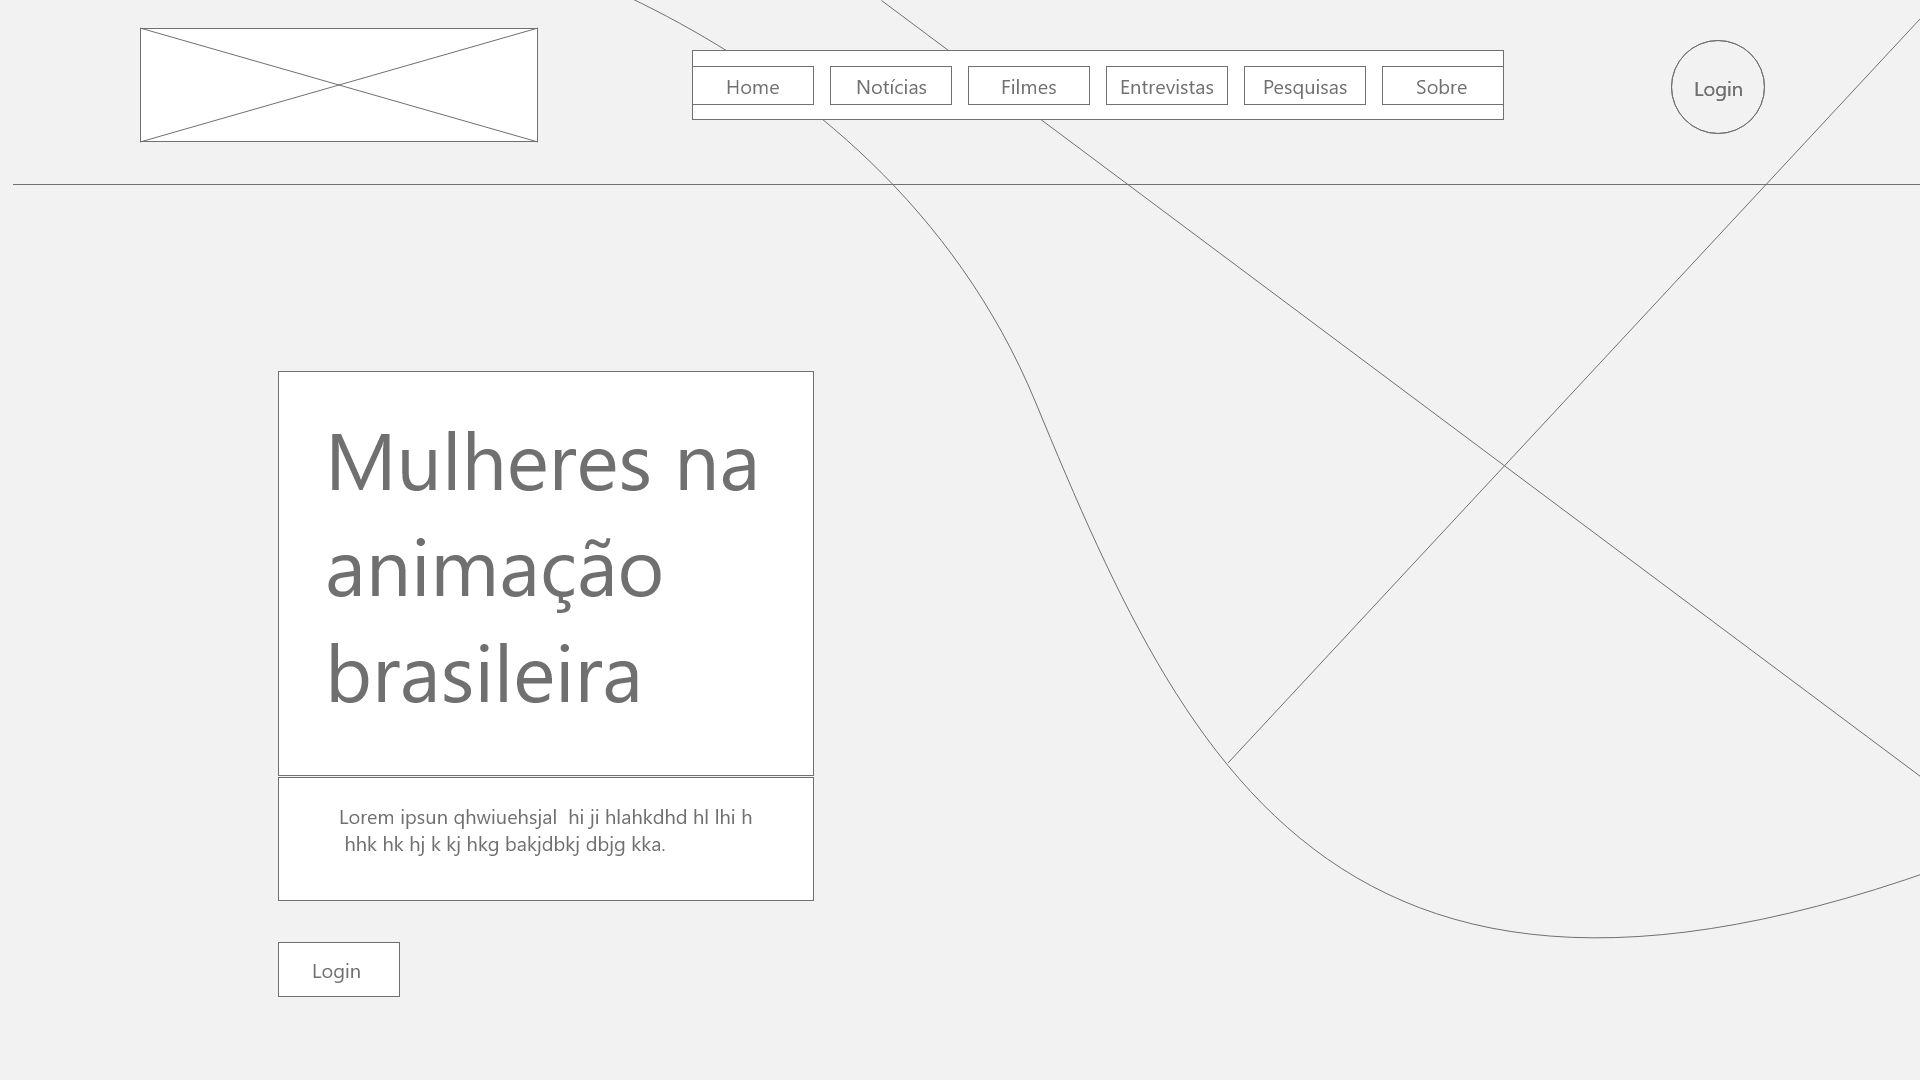 Home Notícias Filmes Entrevistas Pesquisas Sobre
Login
Mulheres na
animação
brasileira
Lorem ipsun qhwiuehsjal  hi ji hlahkdhd hl lhi h
hhk hk hj k kj hkg bakjdbkj dbjg kka.
Login